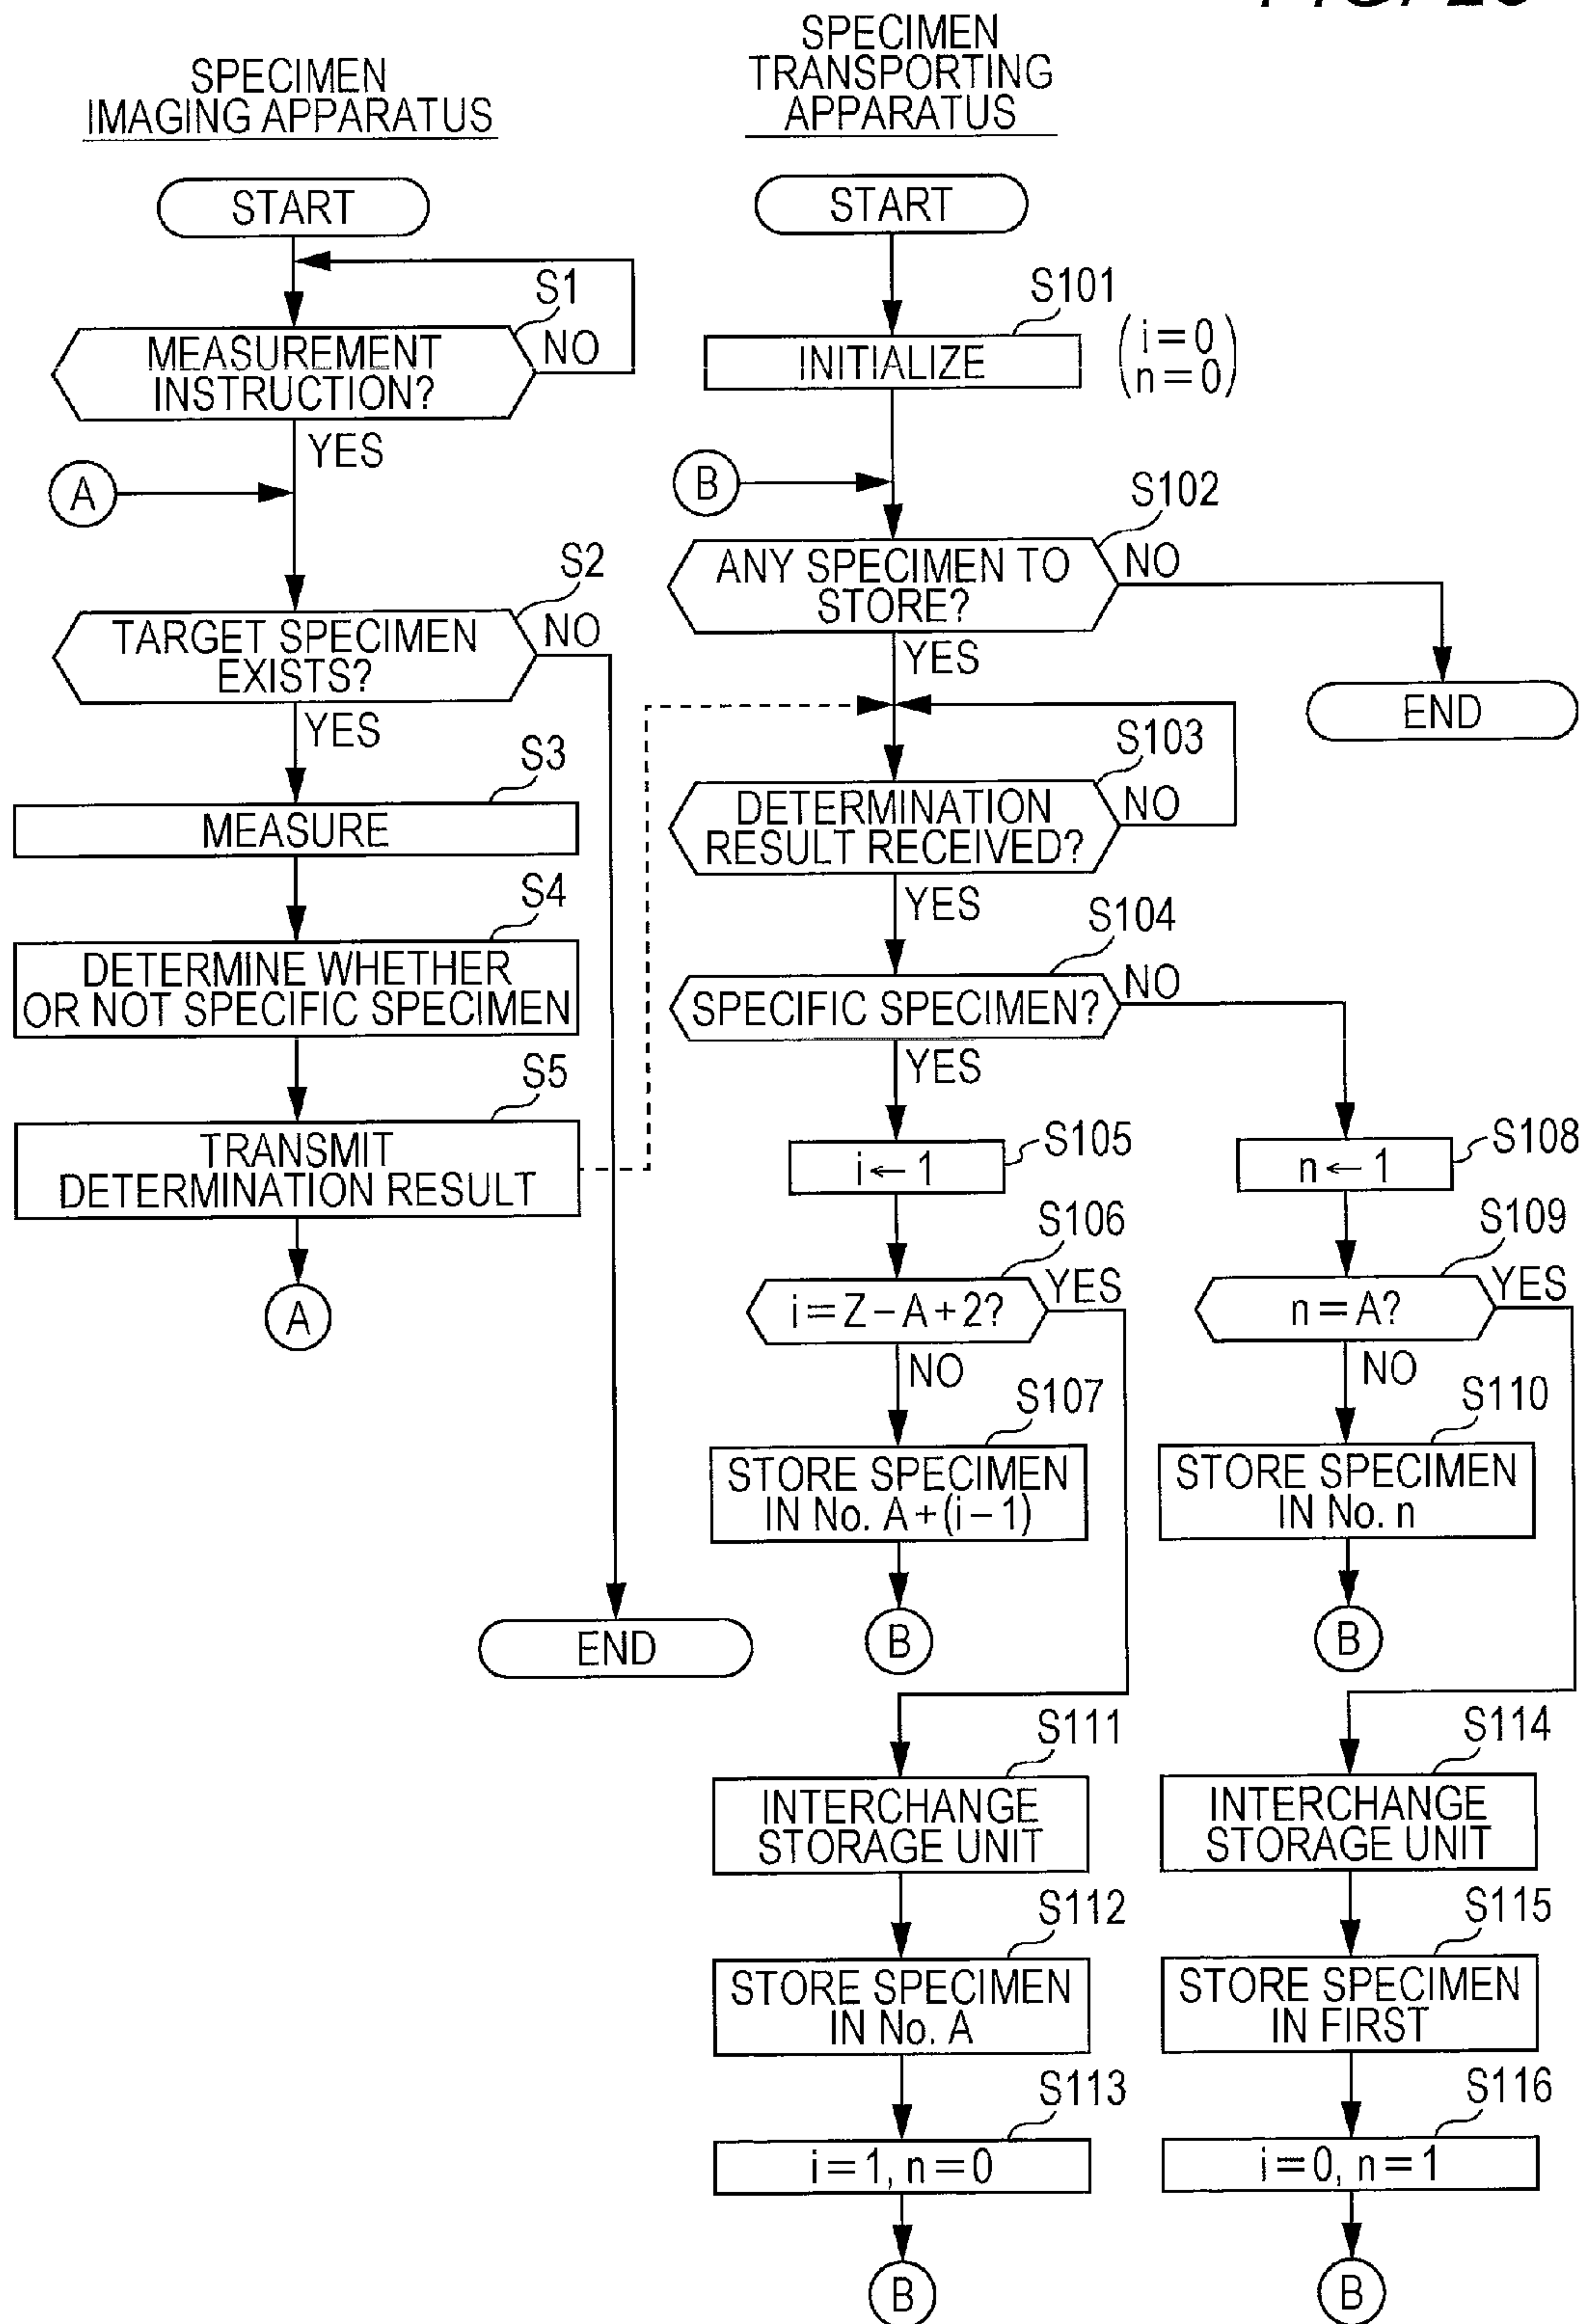 SPECIMEN
IMAGING APPARATUS
START
S1
MEASUREMENT
INSTRUCTION?
NO
YES
A
S2
TARGET SPECIMEN
EXISTS?
NO
YES
S3
MEASURE
S4
DETERMINE WHETHER
OR NOT SPECIFIC SPECIMEN
S5
TRANSMIT
DETERMINATION RESULT
A
END
SPECIMEN
TRANSPORTING
APPARATUS
START
S101
INITIALIZE
(i=0
n=0)
B
S102
ANY SPECIMEN TO
STORE?
NO
YES
END
S103
DETERMINATION
RESULT RECEIVED?
NO
YES
S104
SPECIFIC SPECIMEN?
NO
YES
S105
i←1
S106
i=Z-A+2?
YES
NO
S107
STORE SPECIMEN
IN No. A+(i-1)
B
S108
n←1
S109
n=A?
YES
NO
S110
STORE SPECIMEN
IN No. n
B
S111
INTERCHANGE
STORAGE UNIT
S112
STORE SPECIMEN
IN No. A
S113
i=1, n=0
B
S114
INTERCHANGE
STORAGE UNIT
S115
STORE SPECIMEN
IN FIRST
S116
i=0, n=1
B